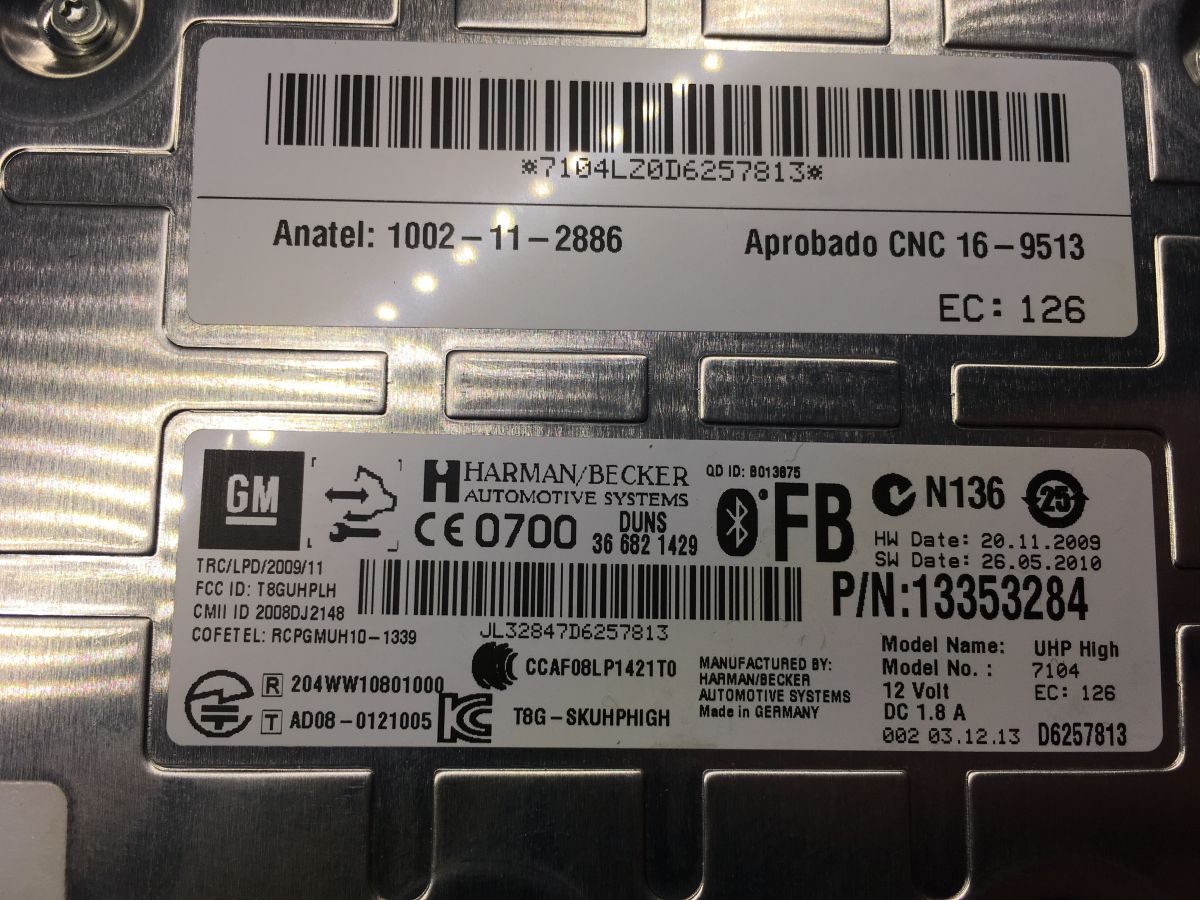 *7104LZ0D6257813*
Anatel: 1002-11-2886
Aprobado CNC 16-9513
EC: 126
GM
HARMAN/BECKER
AUTOMOTIVE SYSTEMS
CE 0700
DUNS
36 682 1429
QD ID: B013875
FB
N136
25
HW Date: 20.11.2009
SW Date: 26.05.2010
P/N:13353284
TRC/LPD/2009/11
FCC ID: T8GUHPLH
CMII ID 2008DJ2148
COFETEL: RCPGMUH10-1339
JL32847D6257813
R 204WW10801000
T AD08-0121005
CCAF08LP1421T0
T8G-SKUHPHIGH
MANUFACTURED BY:
HARMAN/BECKER
AUTOMOTIVE SYSTEMS
Made in GERMANY
Model Name: UHP High
Model No.: 7104
12 Volt EC: 126
DC 1.8 A
002 03.12.13 D6257813